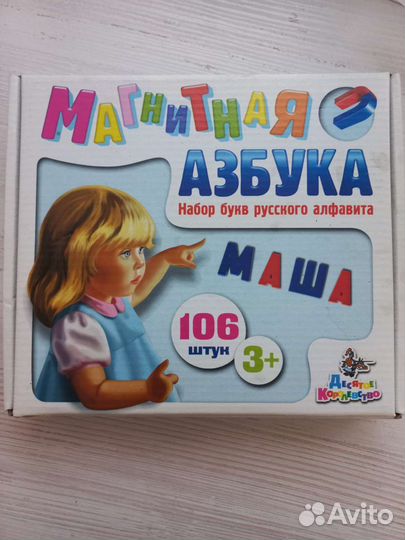 МАГНИТНАЯ
АЗБУКА
Набор букв русского алфавита
МАША
106
штук
3+
ДЕСЯТОЕ
КОРОЛЕВСТВО
Avito